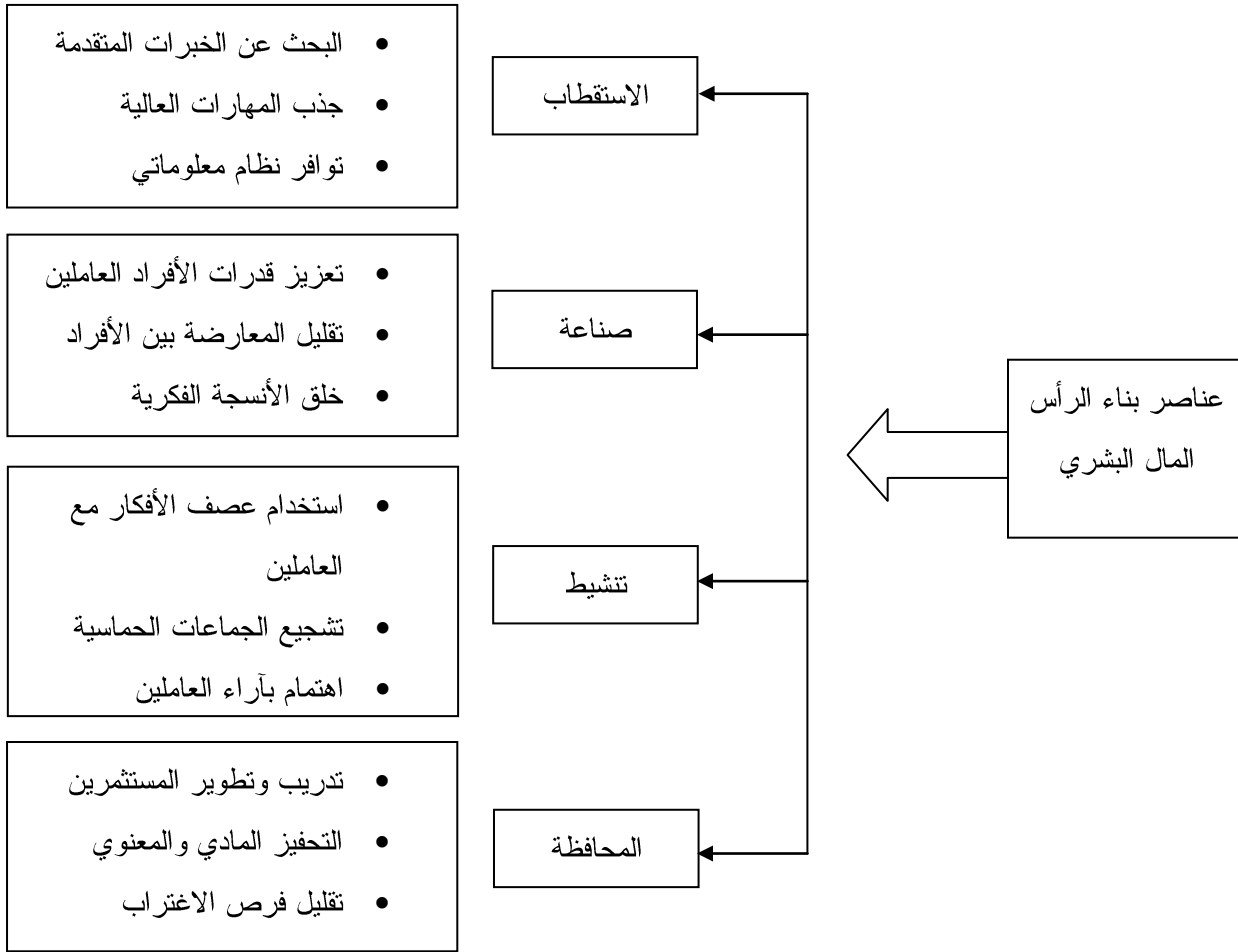 عناصر بناء الرأس
المال البشري
الاستقطاب
• البحث عن الخبرات المتقدمة
• جذب المهارات العالية
• توافر نظام معلوماتي
صناعة
• تعزيز قدرات الأفراد العاملين
• تقليل المعارضة بين الأفراد
• خلق الأنسجة الفكرية
تنشيط
• استخدام عصف الأفكار مع
العاملين
• تشجيع الجماعات الحماسية
• اهتمام بآراء العاملين
المحافظة
• تدريب وتطوير المستثمرين
• التحفيز المادي والمعنوي
• تقليل فرص الاغتراب